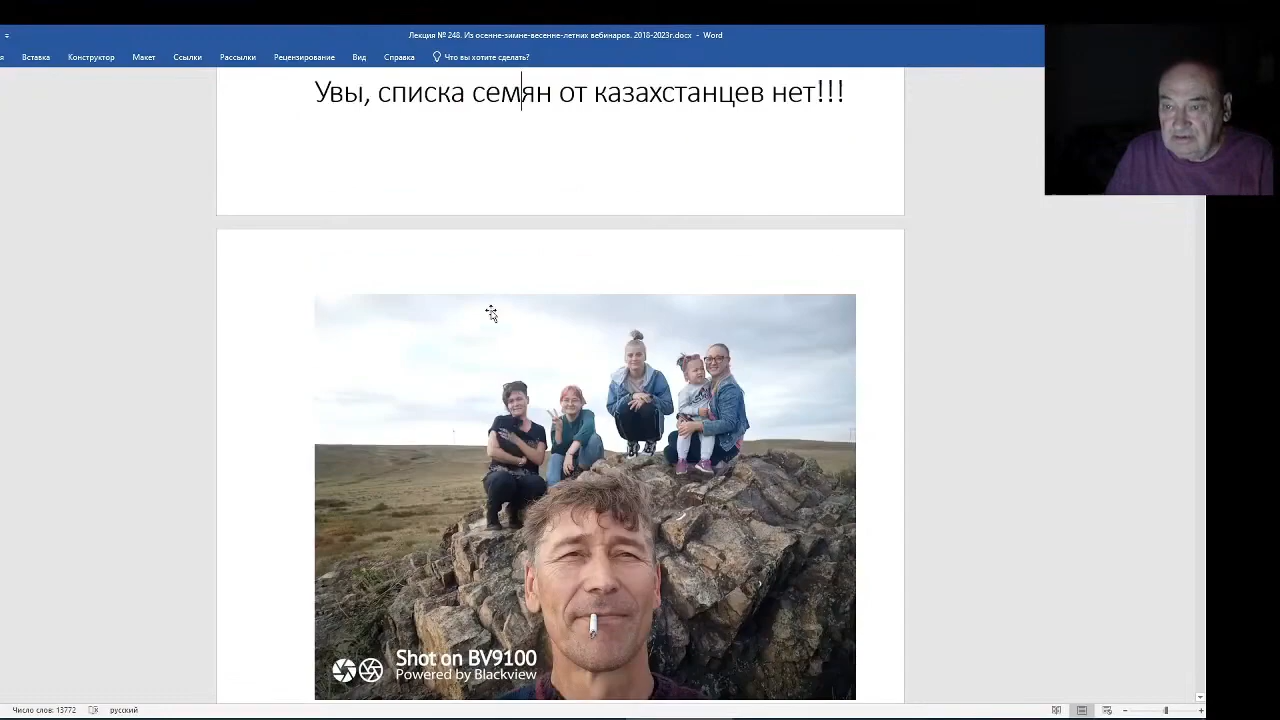 Лекция № 248. Из осенне-зимне-весенне-летних вебинаров. 2018-2023г.docx - Word
Вставка Конструктор Макет Ссылки Рассылки Рецензирование Вид Справка Что вы хотите сделать?
Увы, списка семян от казахстанцев нет!!!
Shot on BV9100
Powered by Blackview
Число слов: 13772 русский